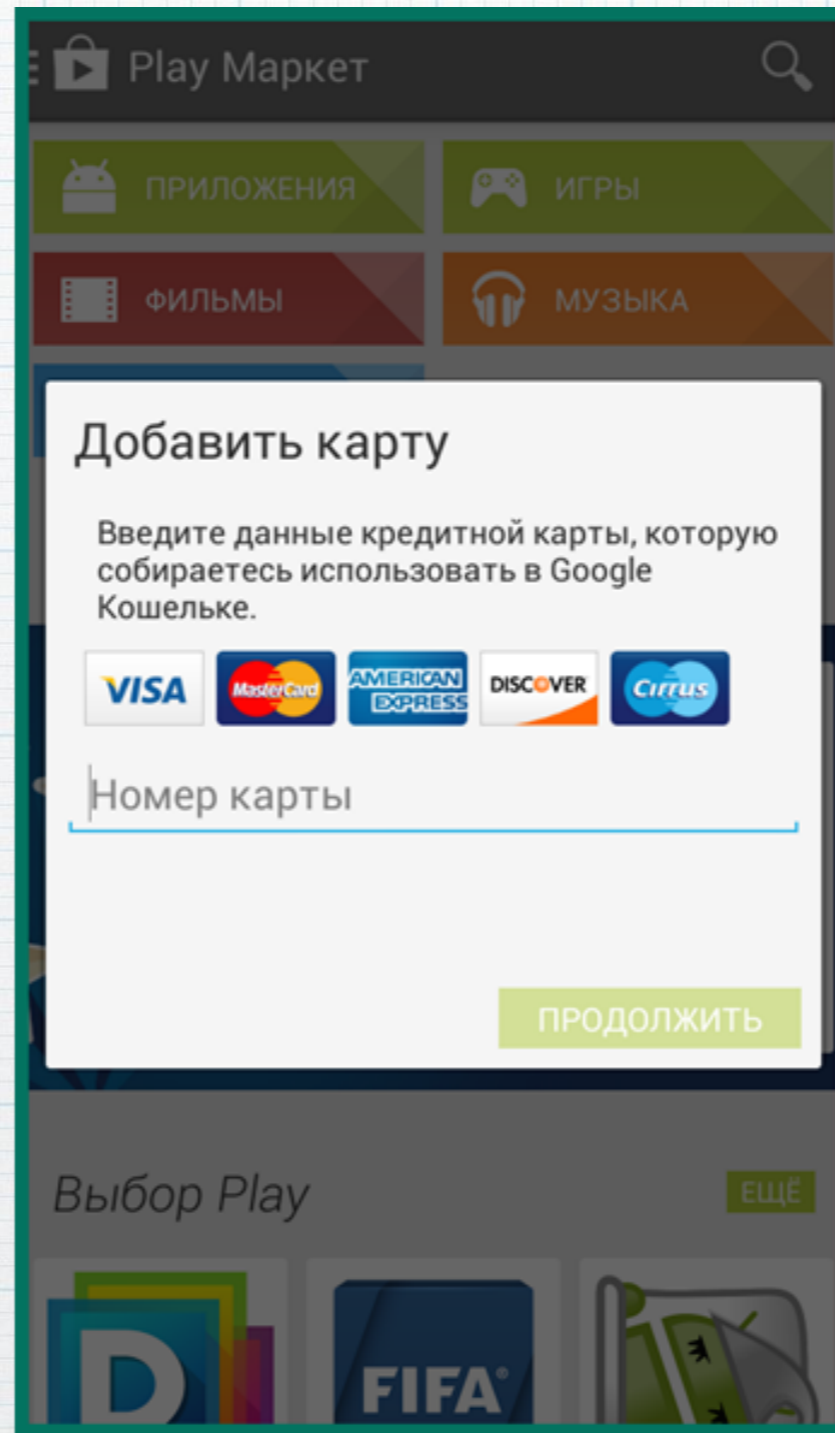 Play Маркет
ПРИЛОЖЕНИЯ
ИГРЫ
ФИЛЬМЫ
МУЗЫКА
Добавить карту
Введите данные кредитной карты, которую
собираетесь использовать в Google
Кошельке.
VISA
MasterCard
AMERICAN
EXPRESS
DISCOVER
Cirrus
Номер карты
ПРОДОЛЖИТЬ
Выбор Play
ЕЩЁ
D
FIFA®